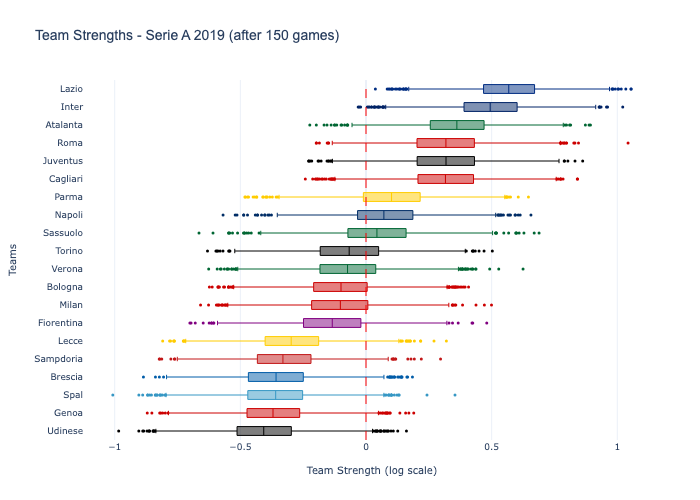 Team Strengths - Serie A 2019 (after 150 games)
Teams
Lazio
Inter
Atalanta
Roma
Juventus
Cagliari
Parma
Napoli
Sassuolo
Torino
Verona
Bologna
Milan
Fiorentina
Lecce
Sampdoria
Brescia
Spal
Genoa
Udinese
−1 −0.5 0 0.5 1
Team Strength (log scale)